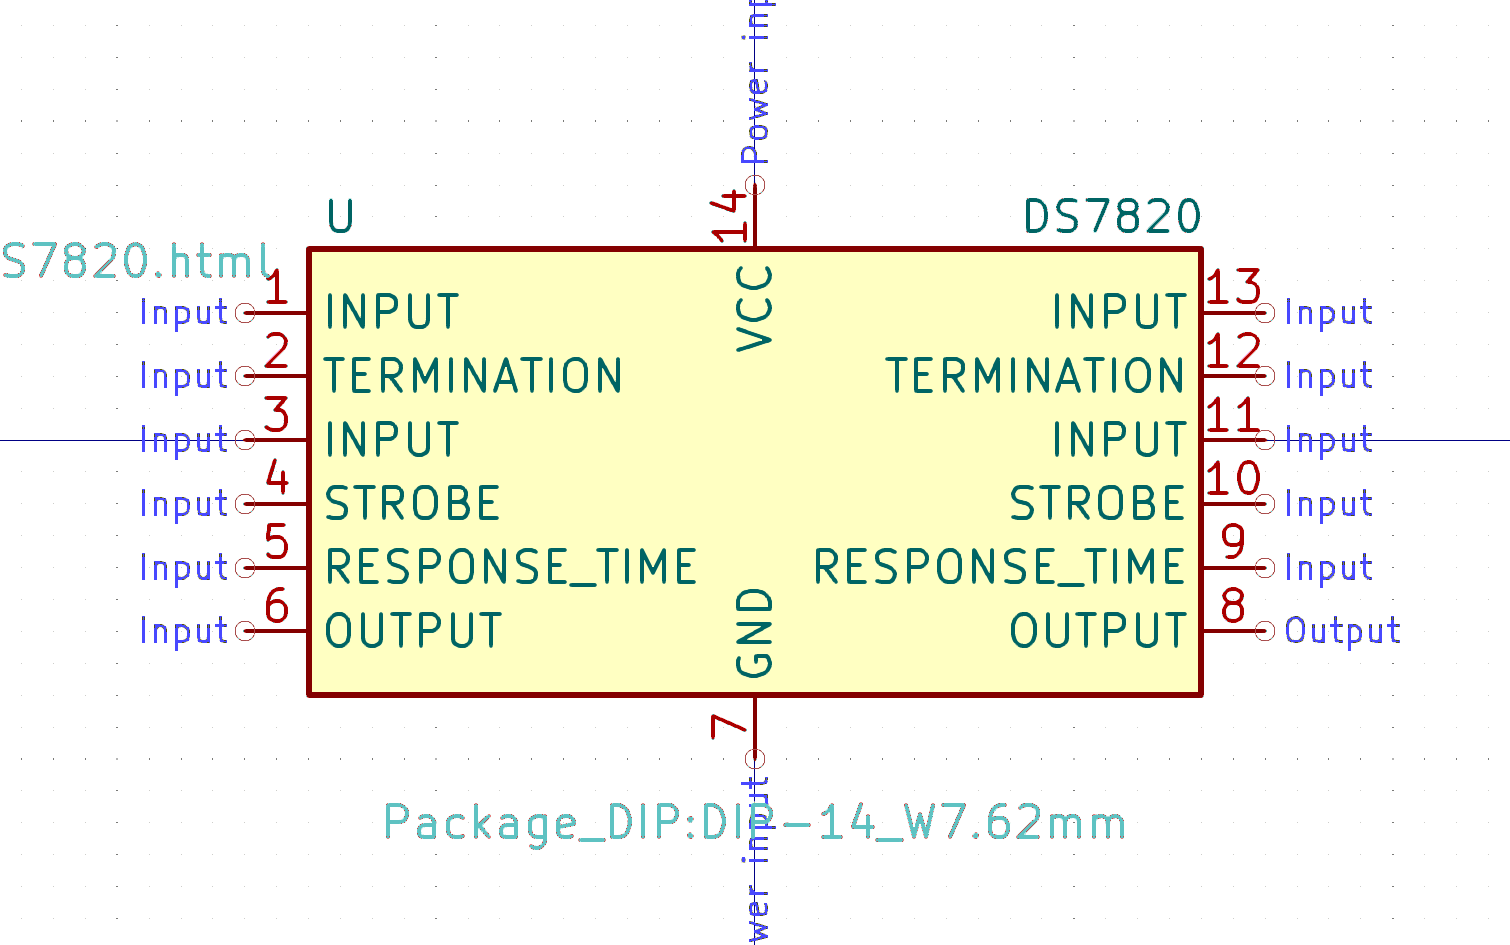 Power inp
14
U
DS7820
S7820.html
VCC
Input 1 INPUT
INPUT 13 Input
Input 2 TERMINATION
TERMINATION 12 Input
Input 3 INPUT
INPUT 11 Input
Input 4 STROBE
STROBE 10 Input
Input 5 RESPONSE_TIME
RESPONSE_TIME 9 Input
Input 6 OUTPUT
OUTPUT 8 Output
GND
7
Package_DIP:DIP-14_W7.62mm
wer input